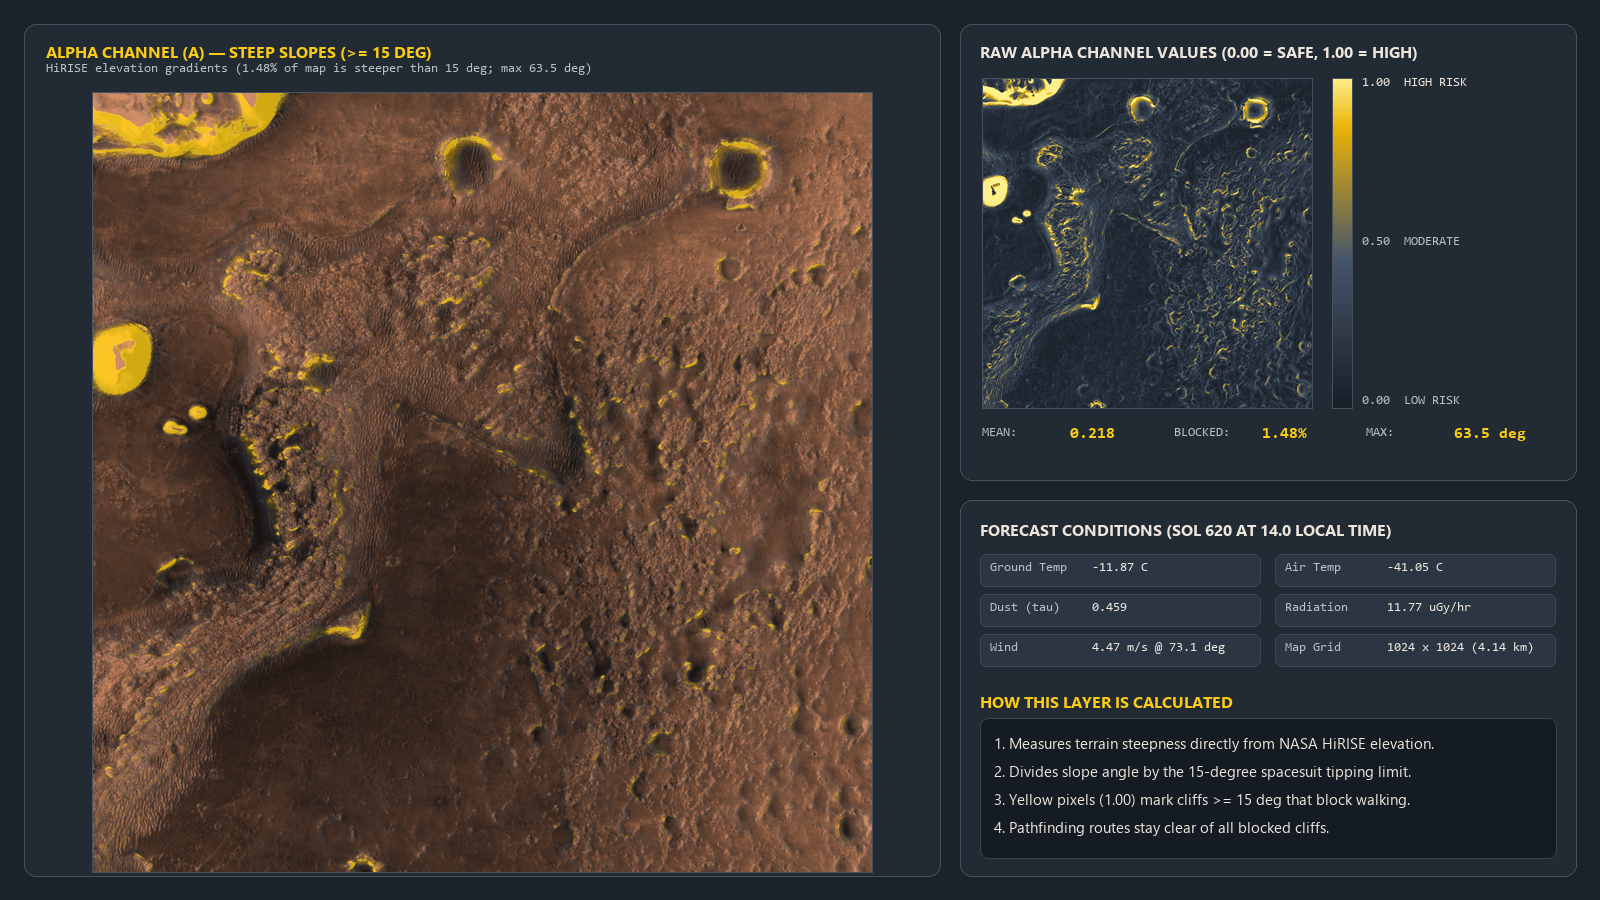 ALPHA CHANNEL (A) — STEEP SLOPES (>= 15 DEG)
HiRISE elevation gradients (1.48% of map is steeper than 15 deg; max 63.5 deg)
RAW ALPHA CHANNEL VALUES (0.00 = SAFE, 1.00 = HIGH)
1.00 HIGH RISK
0.50 MODERATE
0.00 LOW RISK
MEAN: 0.218 BLOCKED: 1.48% MAX: 63.5 deg
FORECAST CONDITIONS (SOL 620 AT 14.0 LOCAL TIME)
Ground Temp -11.87 C Air Temp -41.05 C
Dust (tau) 0.459 Radiation 11.77 uGy/hr
Wind 4.47 m/s @ 73.1 deg Map Grid 1024 x 1024 (4.14 km)
HOW THIS LAYER IS CALCULATED
1. Measures terrain steepness directly from NASA HiRISE elevation.
2. Divides slope angle by the 15-degree spacesuit tipping limit.
3. Yellow pixels (1.00) mark cliffs >= 15 deg that block walking.
4. Pathfinding routes stay clear of all blocked cliffs.